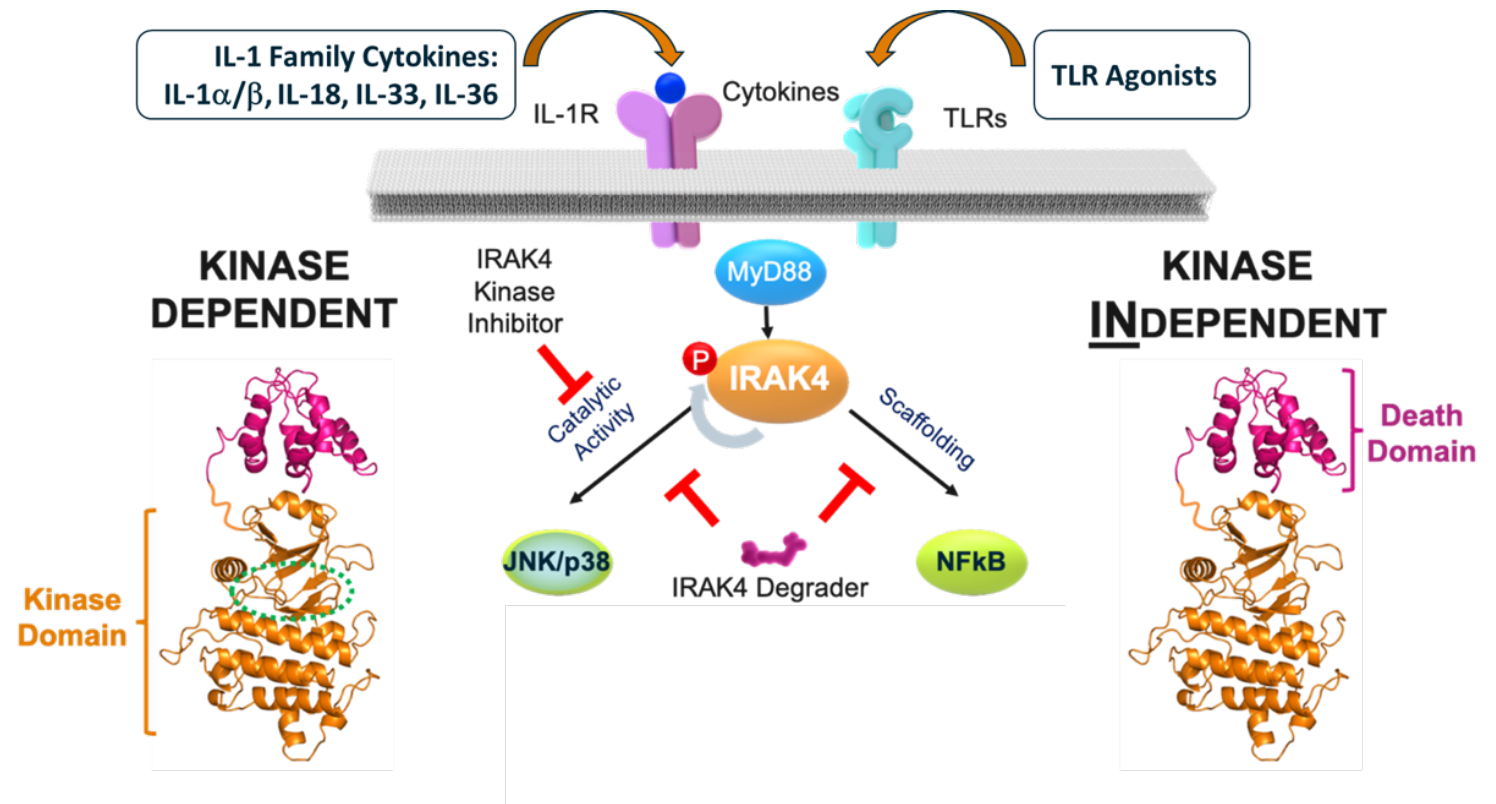 IL-1 Family Cytokines:
IL-1α/β, IL-18, IL-33, IL-36
TLR Agonists
IL-1R
Cytokines
TLRs
KINASE
DEPENDENT
IRAK4
Kinase
Inhibitor
MyD88
KINASE
INDEPENDENT
P
IRAK4
Catalytic
Activity
Scaffolding
Death
Domain
Kinase
Domain
JNK/p38
IRAK4 Degrader
NFkB